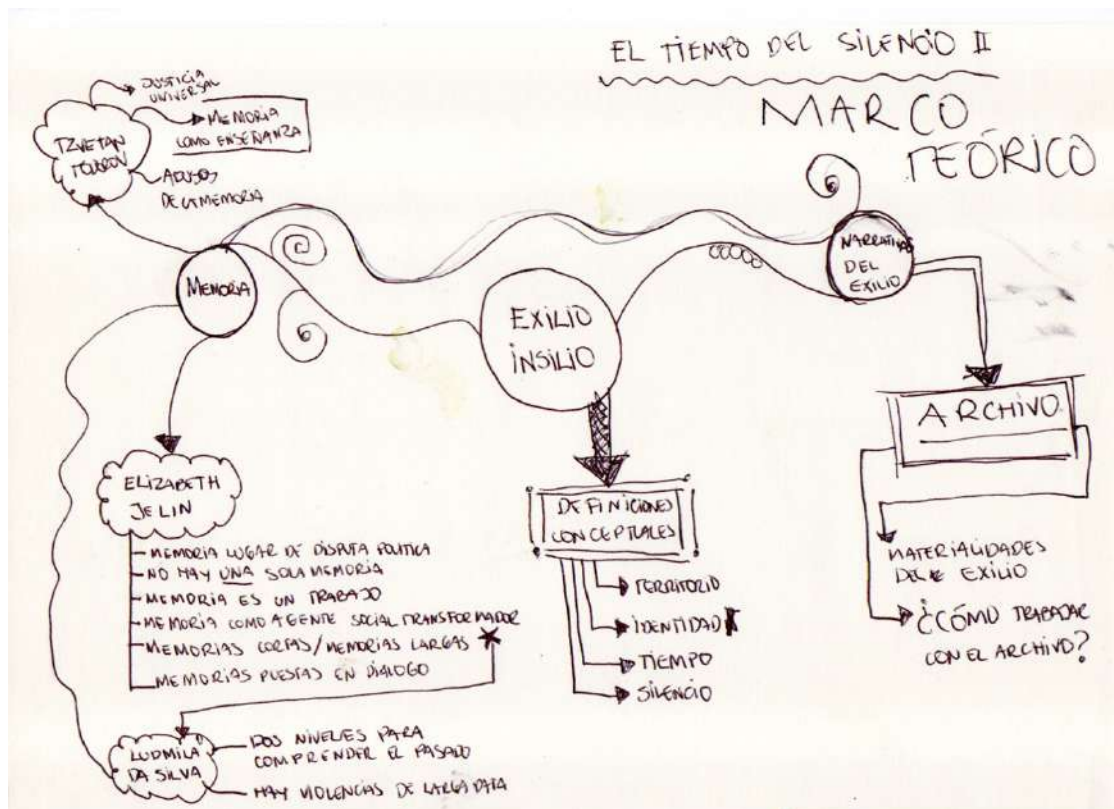 EL TIEMPO DEL SILENCIO II
MARCO
TEÓRICO
JUSTICIA
UNIVERSAL
MEMORIA
COMO ENSEÑANZA
TZVETAN
TODOROV
ABUSOS
DE LA MEMORIA
MEMORIA
EXILIO
INSILIO
NARRATIVAS
DEL
EXILIO
ELIZABETH
JELIN
MEMORIA LUGAR DE DISPUTA POLITICA
NO HAY UNA SOLA MEMORIA
MEMORIA ES UN TRABAJO
MEMORIA COMO AGENTE SOCIAL TRANSFORMADOR
MEMORIAS CORTAS/MEMORIAS LARGAS
MEMORIAS PUESTAS EN DIALOGO
LUDMILA
DA SILVA
DOS NIVELES PARA
COMPRENDER EL PASADO
HAY VIOLENCIAS DE LARGA DATA
DEFINICIONES
CONCEPTUALES
TERRITORIO
IDENTIDAD
TIEMPO
SILENCIO
ARCHIVO
MATERIALIDADES
DEL EXILIO
¿CÓMO TRABAJAR
CON EL ARCHIVO?